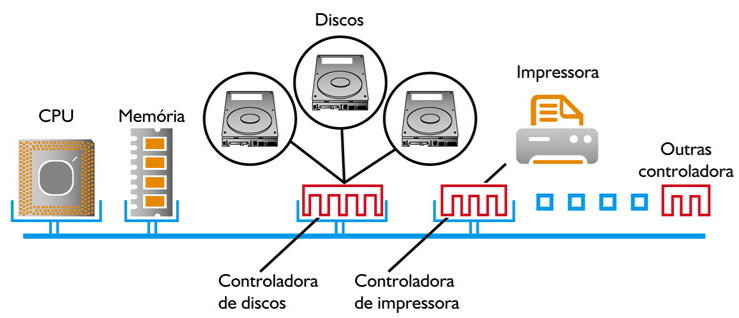 Discos
Impressora
CPU
Memória
Outras
controladora
Controladora
de discos
Controladora
de impressora